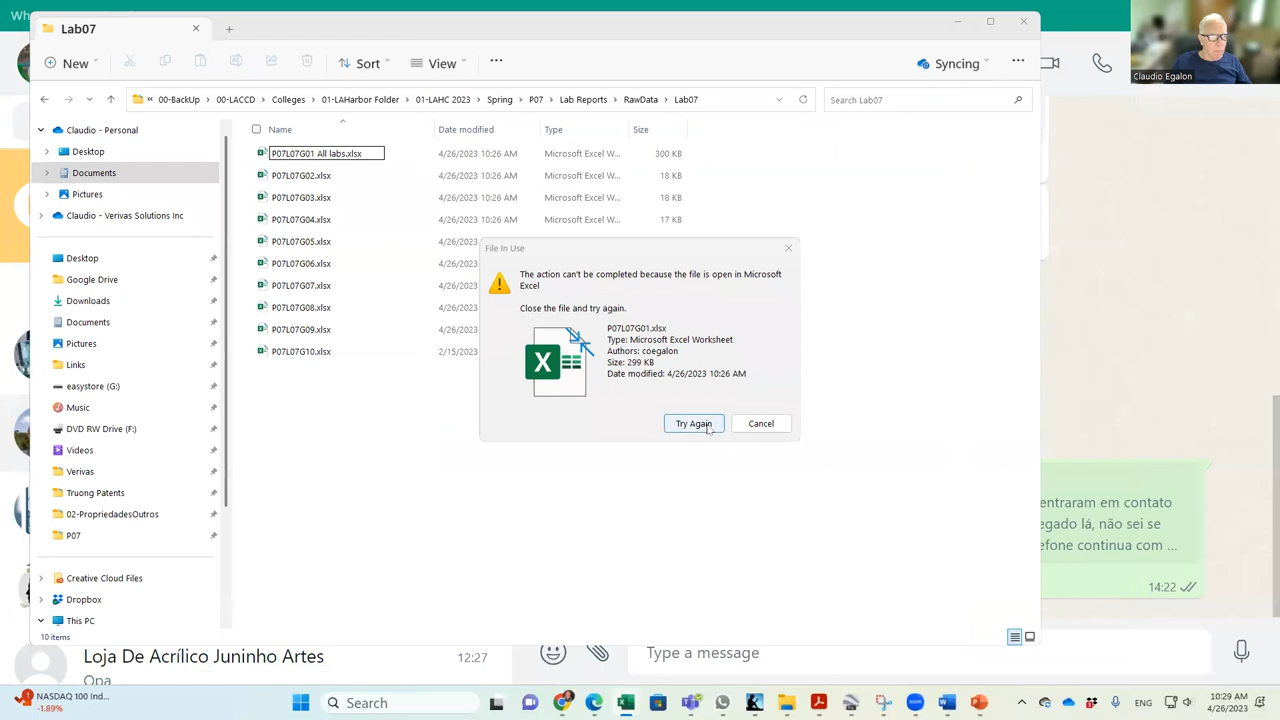 Wh
Lab07
New
Sort
View
Syncing
00-BackUp
00-LACCD
Colleges
01-LAHarbor Folder
01-LAHC 2023
Spring
P07
Lab Reports
RawData
Lab07
Search Lab07
Claudio Egalon
Name
Date modified
Type
Size
Claudio - Personal
Desktop
Documents
Pictures
Claudio - Verivas Solutions Inc
Desktop
Google Drive
Downloads
Documents
Pictures
Links
easystore (G:)
Music
DVD RW Drive (F:)
Videos
Verivas
Truong Patents
02-PropriedadesOutros
P07
Creative Cloud Files
Dropbox
This PC
10 items
P07L07G01 All labs.xlsx 4/26/2023 10:26 AM Microsoft Excel W... 300 KB
P07L07G02.xlsx 4/26/2023 10:26 AM Microsoft Excel W... 18 KB
P07L07G03.xlsx 4/26/2023 10:26 AM Microsoft Excel W... 18 KB
P07L07G04.xlsx 4/26/2023 10:26 AM Microsoft Excel W... 17 KB
P07L07G05.xlsx 4/26/2023
P07L07G06.xlsx 4/26/2023
P07L07G07.xlsx 4/26/2023
P07L07G08.xlsx 4/26/2023
P07L07G09.xlsx 4/26/2023
P07L07G10.xlsx 2/15/2023
File In Use
The action can't be completed because the file is open in Microsoft
Excel
Close the file and try again.
P07L07G01.xlsx
Type: Microsoft Excel Worksheet
Authors: coegalon
Size: 299 KB
Date modified: 4/26/2023 10:26 AM
Try Again
Cancel
entraram em contato
egado lá, não sei se
efone continua com ...
14:22
Loja De Acrílico Juninho Artes
12:27
Opa
Type a message
1
NASDAQ 100 Ind...
-1.89%
Search
ENG
10:29 AM
4/26/2023